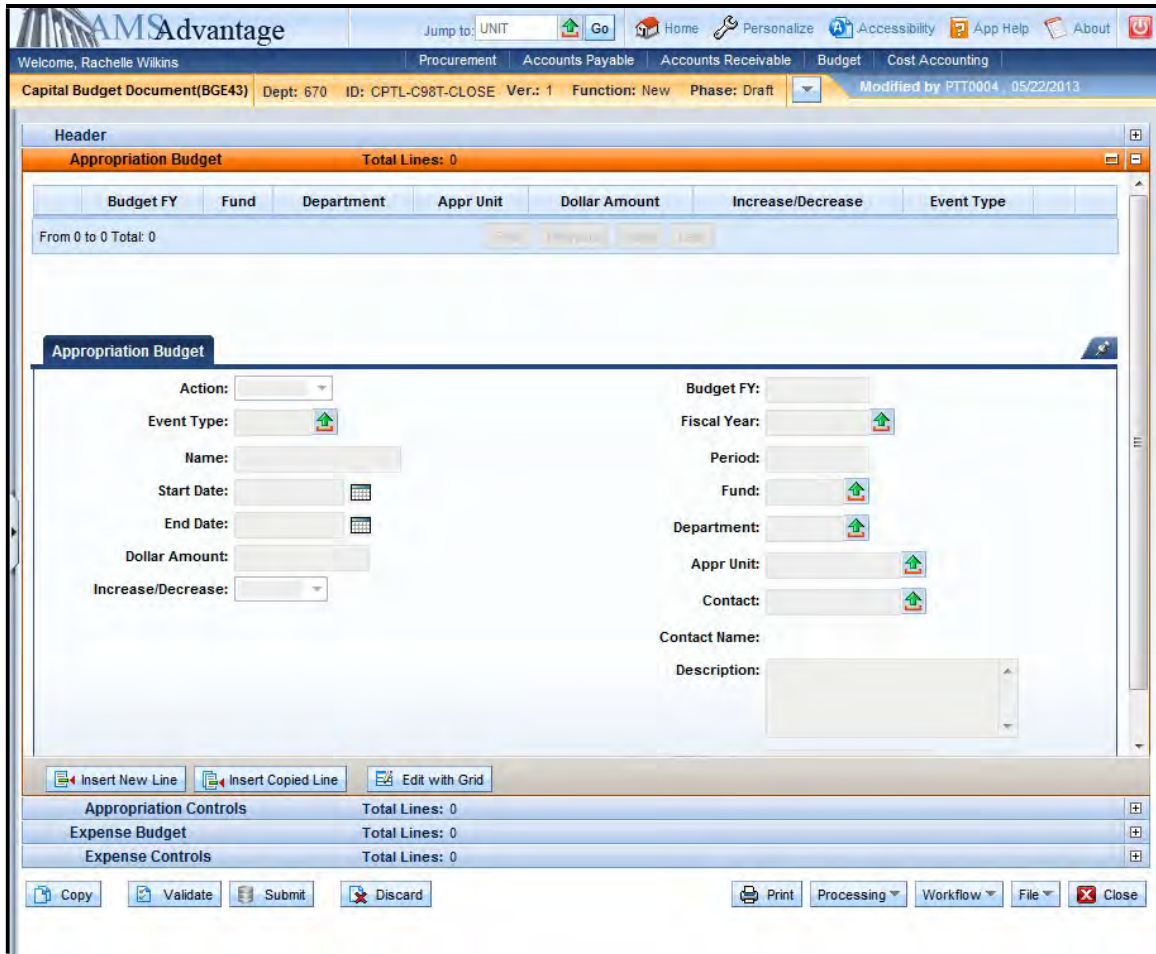 AMSAdvantage
Jump to: UNIT Go Home Personalize Accessibility App Help About
Welcome, Rachelle Wilkins Procurement Accounts Payable Accounts Receivable Budget Cost Accounting
Capital Budget Document(BGE43) Dept: 670 ID: CPTL-C98T-CLOSE Ver.: 1 Function: New Phase: Draft Modified by PTT0004 , 05/22/2013
Header
Appropriation Budget Total Lines: 0
Budget FY Fund Department Appr Unit Dollar Amount Increase/Decrease Event Type
From 0 to 0 Total: 0 First Previous Next Last
Appropriation Budget
Action: Budget FY:
Event Type: Fiscal Year:
Name: Period:
Start Date: Fund:
End Date: Department:
Dollar Amount: Appr Unit:
Increase/Decrease: Contact:
Contact Name:
Description:
Insert New Line Insert Copied Line Edit with Grid
Appropriation Controls Total Lines: 0
Expense Budget Total Lines: 0
Expense Controls Total Lines: 0
Copy Validate Submit Discard Print Processing Workflow File Close